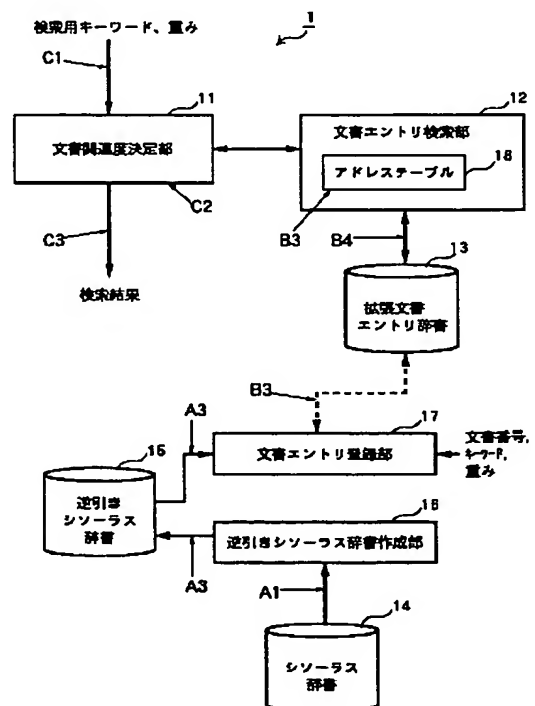 検索用キーワード、重み
1
C1
11
12
文書関連度決定部
文書エントリ検索部
アドレステーブル
18
C2
C3
B3
B4
13
検索結果
拡張文書
エントリ辞書
B3
A3
17
15
文書エントリ登録部
文書番号,
キーワード,
重み
逆引き
シソーラス
辞書
16
逆引きシソーラス辞書作成部
A3
A1
14
シソーラス
辞書